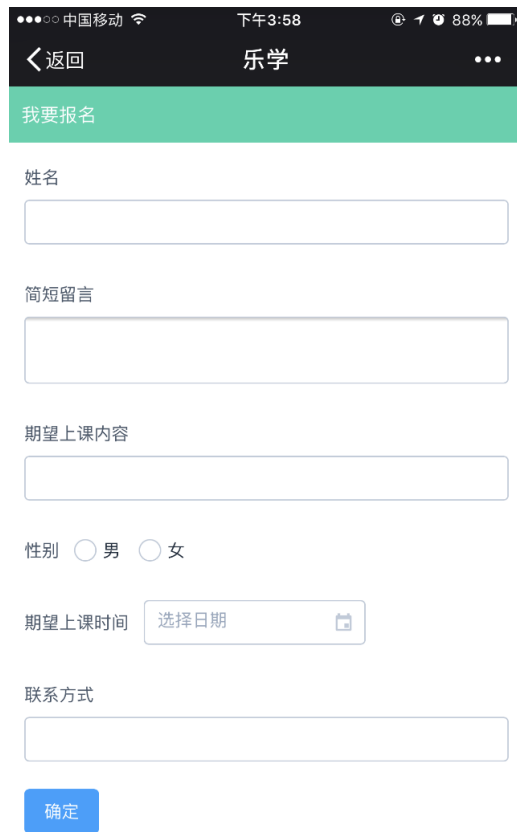 中国移动 下午3:58 88%
返回 乐学
我要报名
姓名
简短留言
期望上课内容
性别 男 女
期望上课时间 选择日期
联系方式
确定